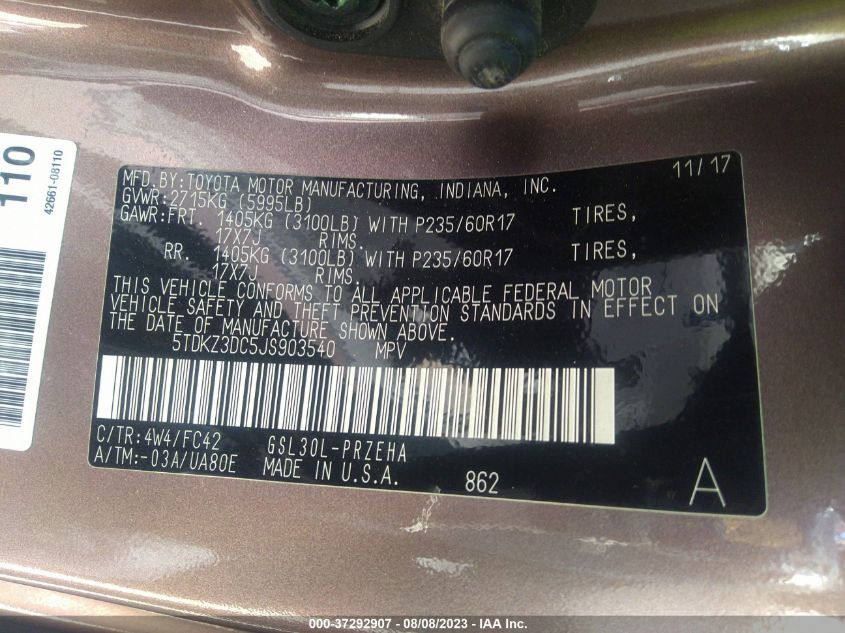 110
42661-08110
MFD.BY:TOYOTA MOTOR MANUFACTURING, INDIANA, INC. 11/17
GVWR:2715KG (5995LB)
GAWR:FRT. 1405KG (3100LB) WITH P235/60R17 TIRES,
17X7J RIMS.
RR. 1405KG (3100LB) WITH P235/60R17 TIRES,
17X7J RIMS.
THIS VEHICLE CONFORMS TO ALL APPLICABLE FEDERAL MOTOR
VEHICLE SAFETY AND THEFT PREVENTION STANDARDS IN EFFECT ON
THE DATE OF MANUFACTURE SHOWN ABOVE.
5TDKZ3DC5JS903540 MPV
C/TR:4W4/FC42 GSL30L-PRZEHA
A/TM:-03A/UA80E MADE IN U.S.A. 862 A
000-37292907 - 08/08/2023 - IAA Inc.